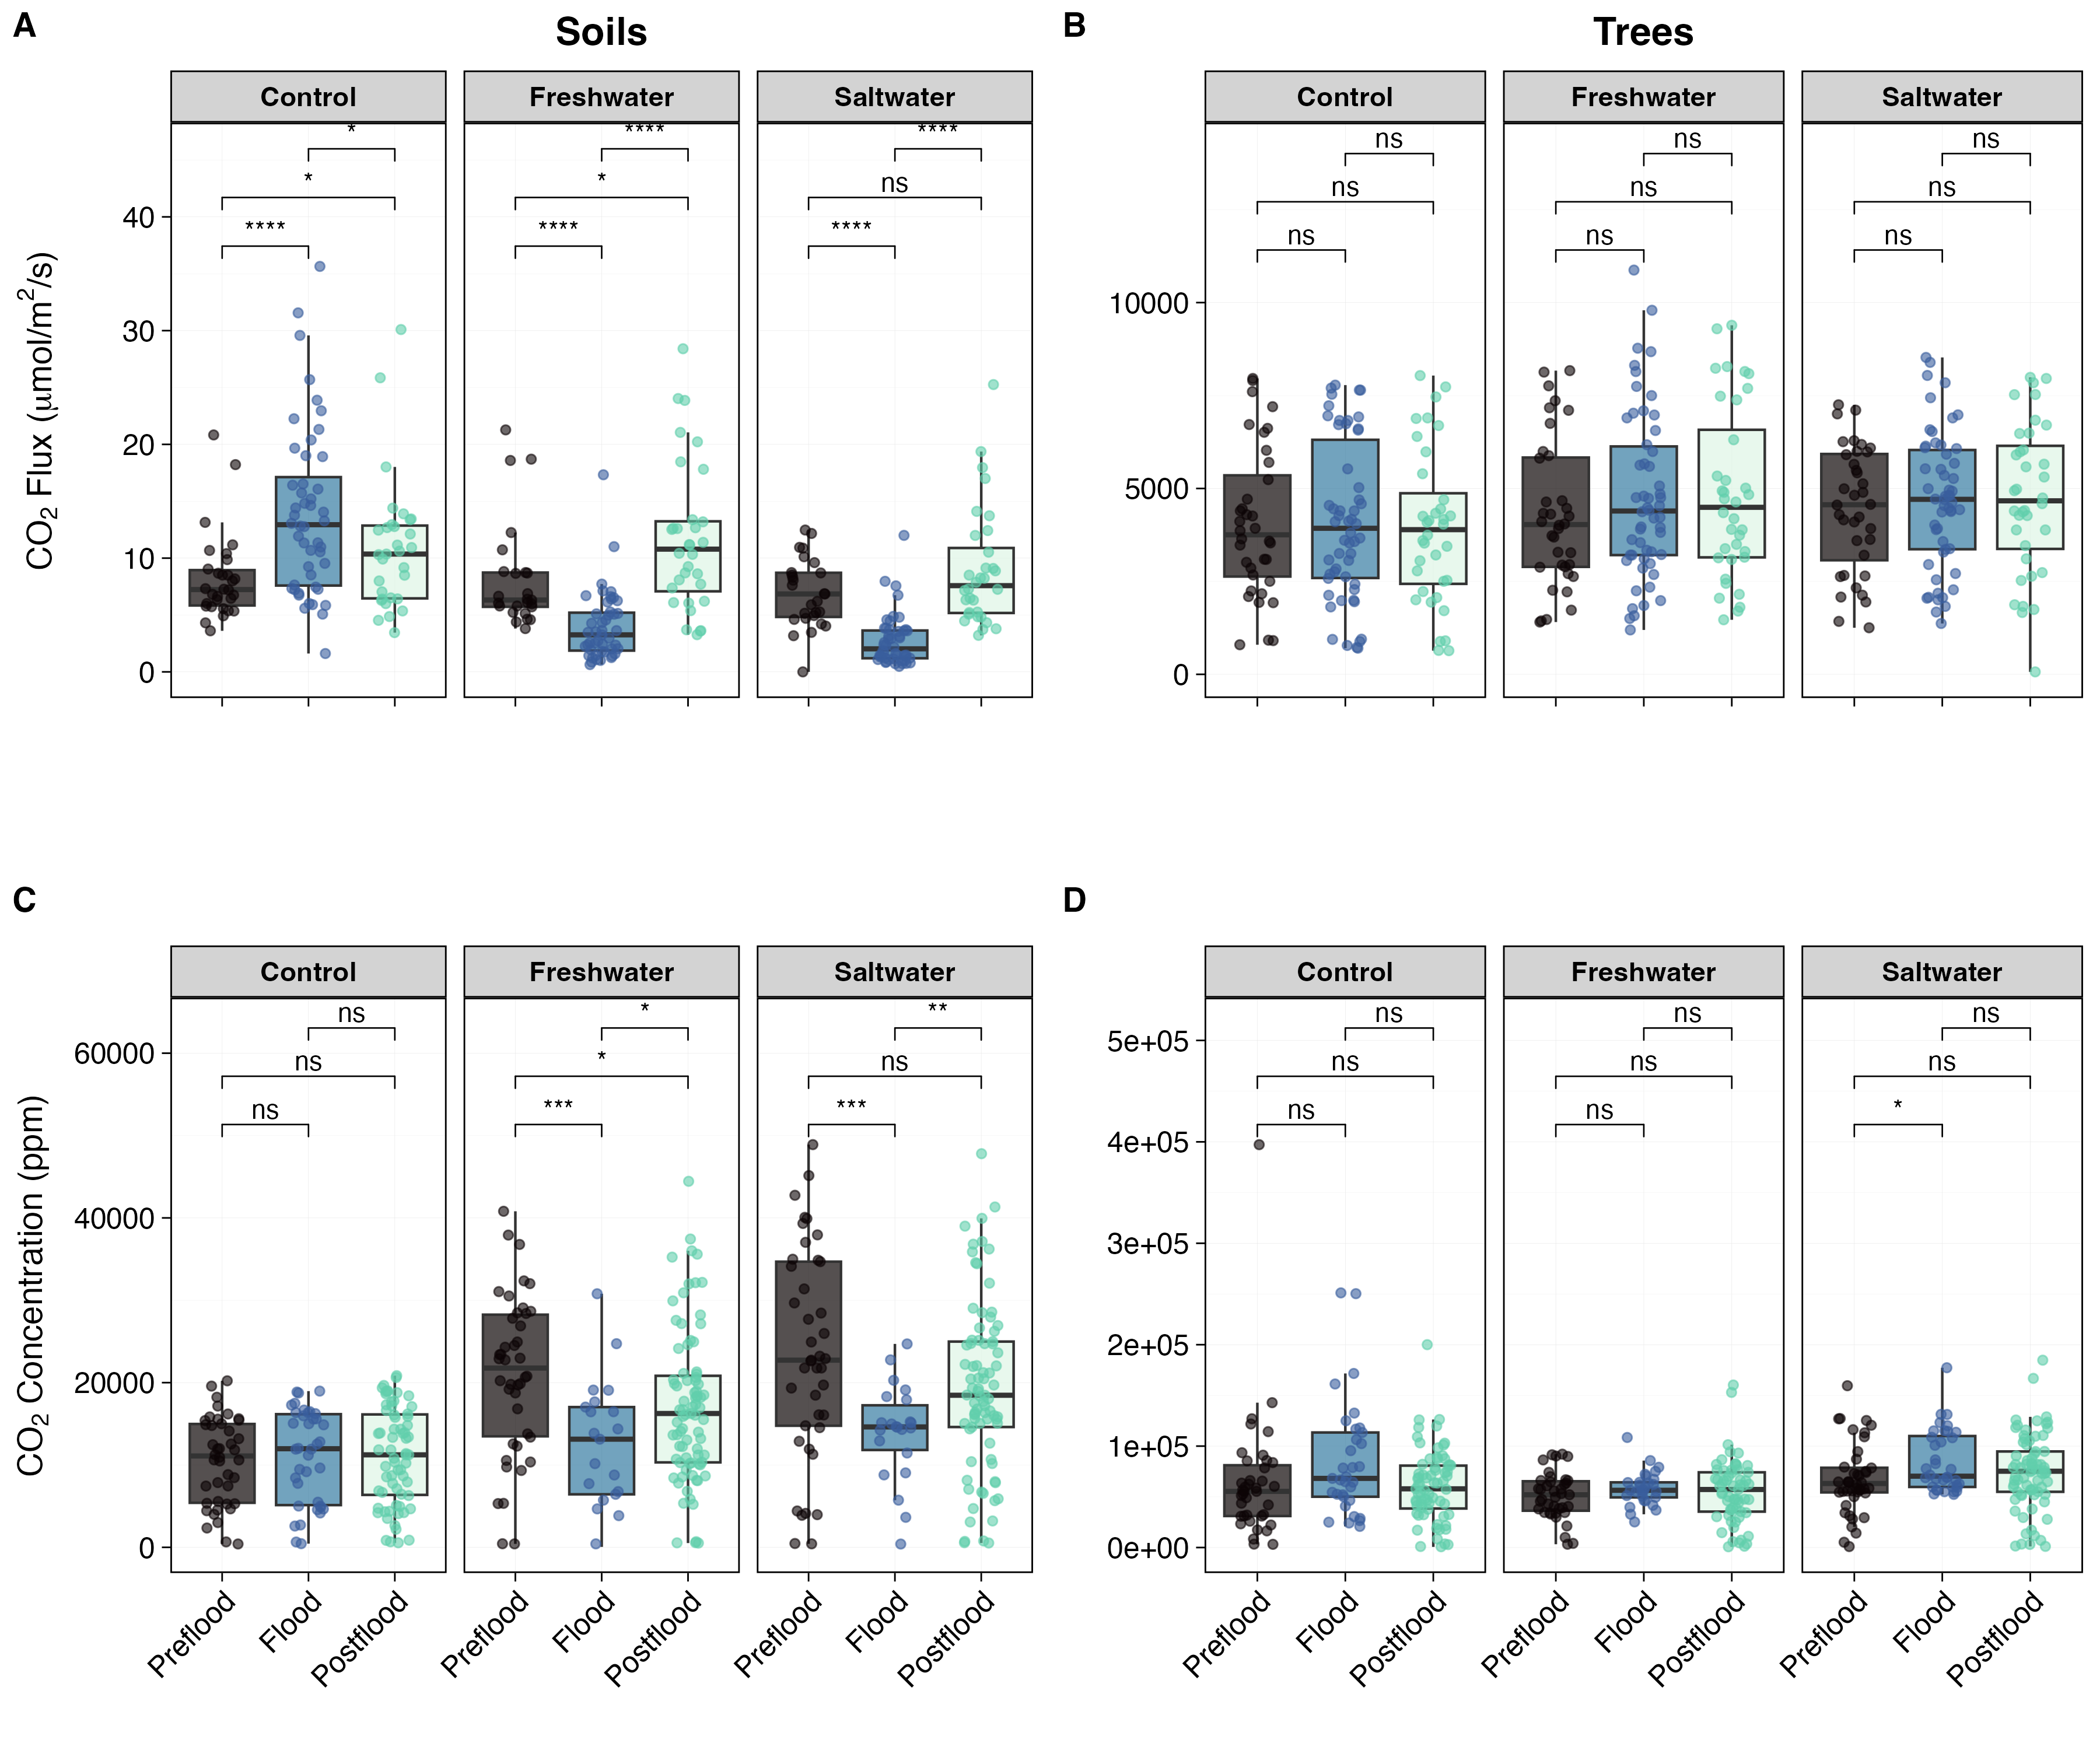 A
Soils
Control
Freshwater
Saltwater
CO2 Flux (μmol/m2/s)
40
30
20
10
0
*
*
****
****
*
****
****
ns
****
B
Trees
Control
Freshwater
Saltwater
10000
5000
0
ns
ns
ns
ns
ns
ns
ns
ns
ns
C
Control
Freshwater
Saltwater
CO2 Concentration (ppm)
60000
40000
20000
0
ns
ns
ns
*
*
***
**
ns
***
Preflood
Flood
Postflood
Preflood
Flood
Postflood
Preflood
Flood
Postflood
D
Control
Freshwater
Saltwater
5e+05
4e+05
3e+05
2e+05
1e+05
0e+00
ns
ns
ns
ns
ns
ns
ns
ns
*
Preflood
Flood
Postflood
Preflood
Flood
Postflood
Preflood
Flood
Postflood